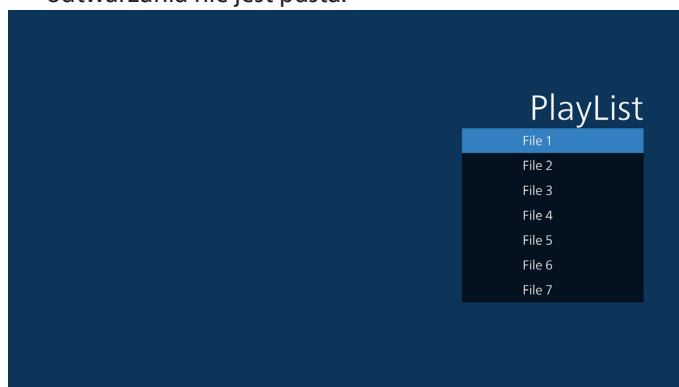 odtwarzania nie jest pusta.
PlayList
File 1
File 2
File 3
File 4
File 5
File 6
File 7